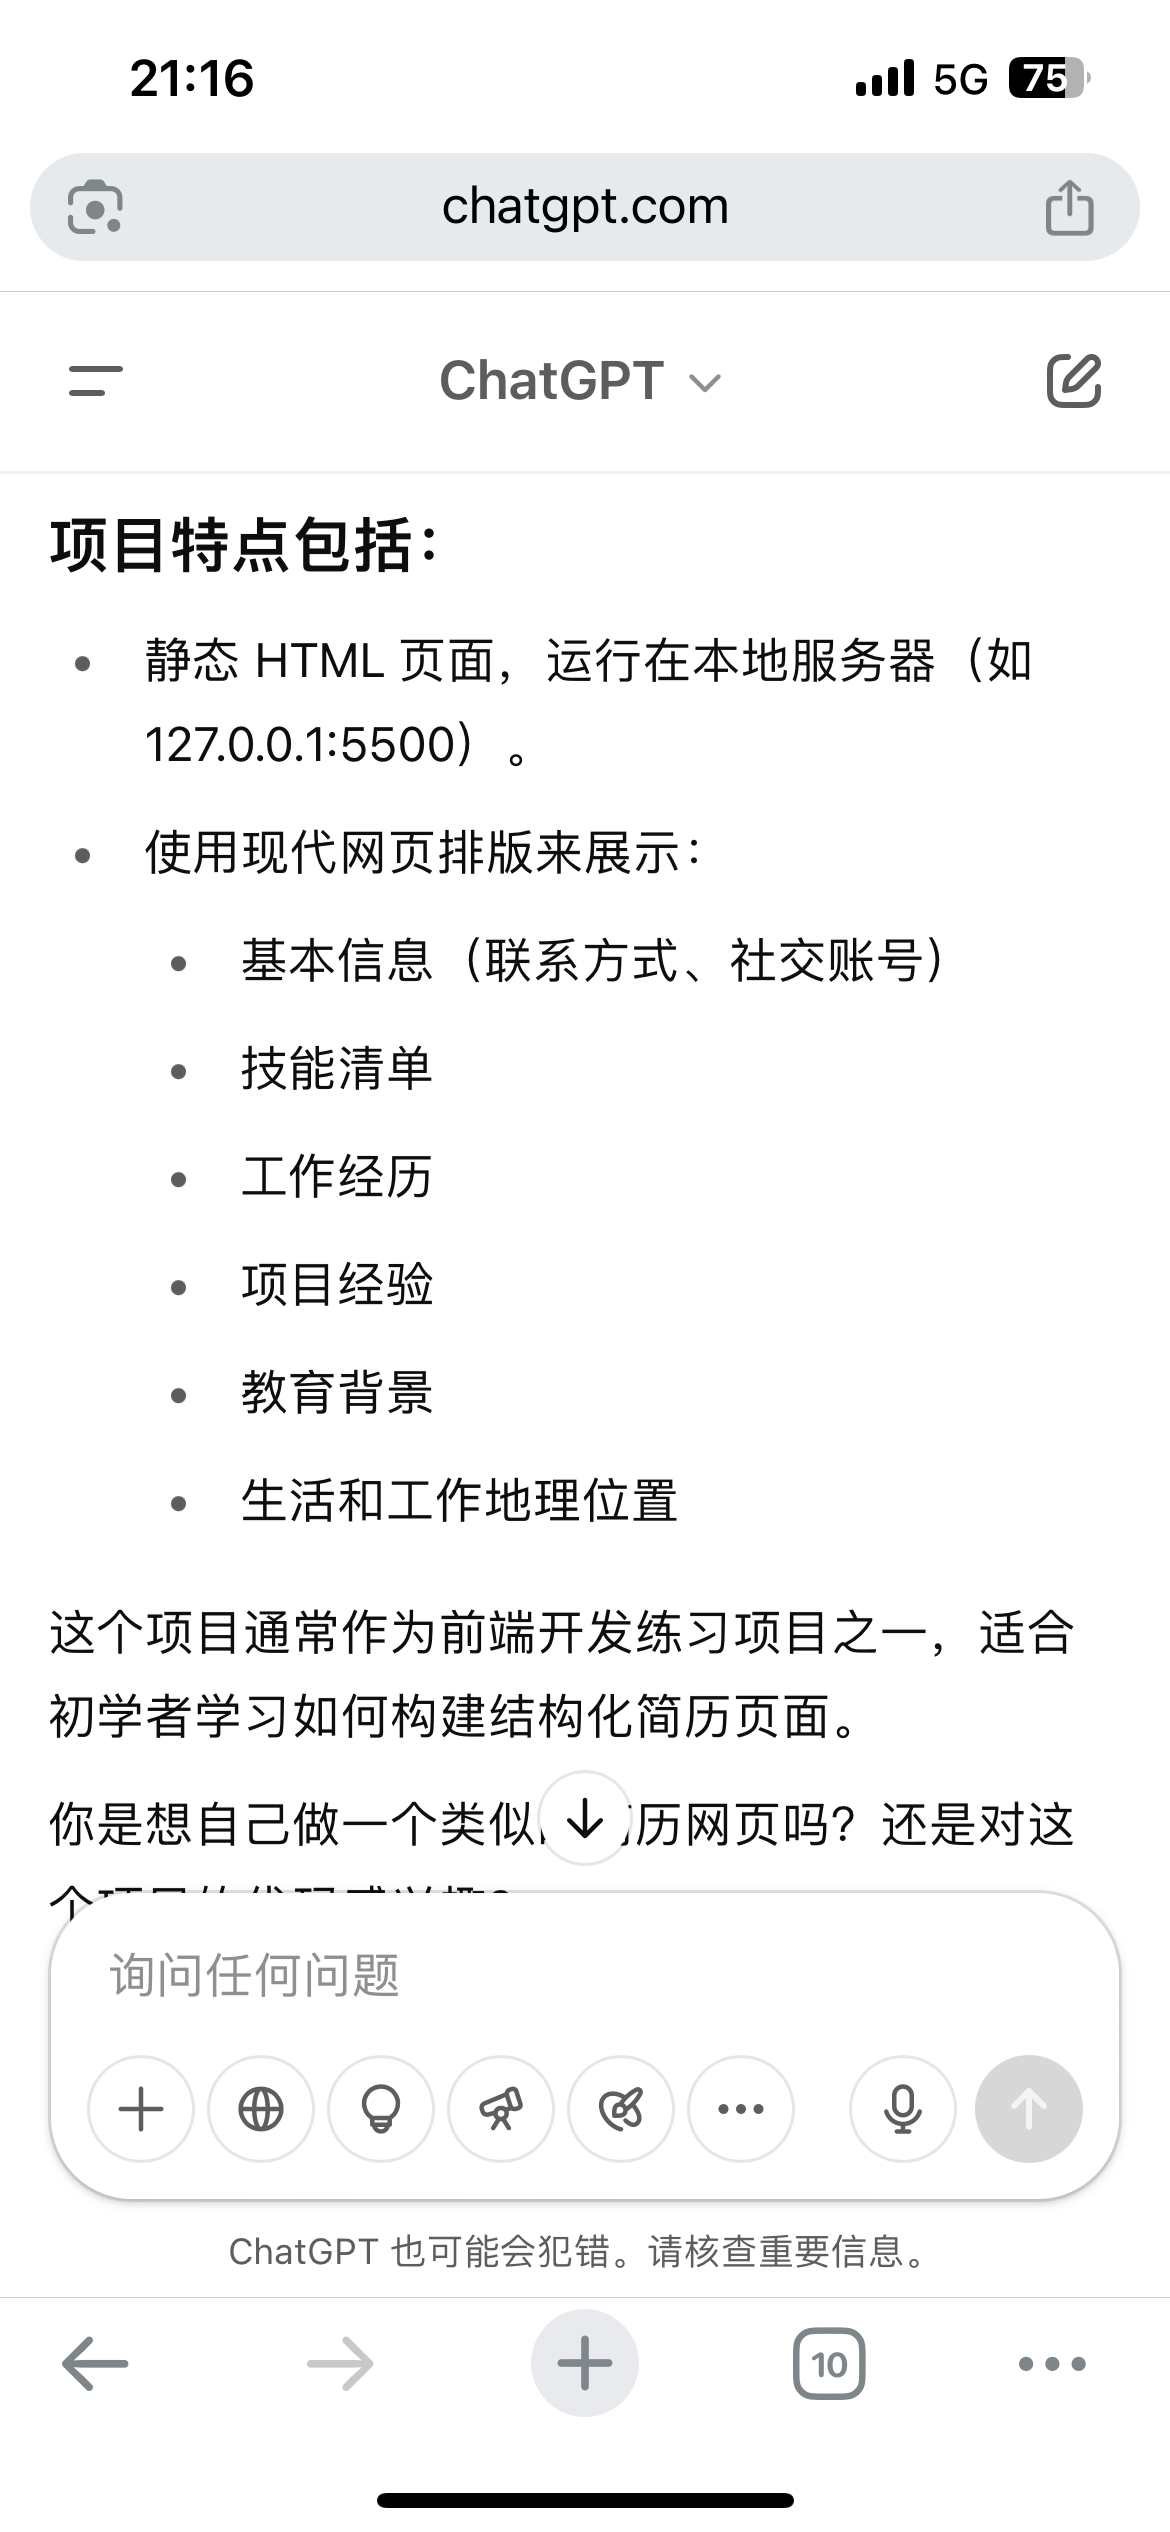 21:16
5G 75
chatgpt.com
ChatGPT
项目特点包括：
静态 HTML 页面，运行在本地服务器（如
127.0.0.1:5500）。
使用现代网页排版来展示：
基本信息（联系方式、社交账号）
技能清单
工作经历
项目经验
教育背景
生活和工作地理位置
这个项目通常作为前端开发练习项目之一，适合
初学者学习如何构建结构化简历页面。
你是想自己做一个类似 历网页吗？还是对这
询问任何问题
ChatGPT 也可能会犯错。请核查重要信息。
10